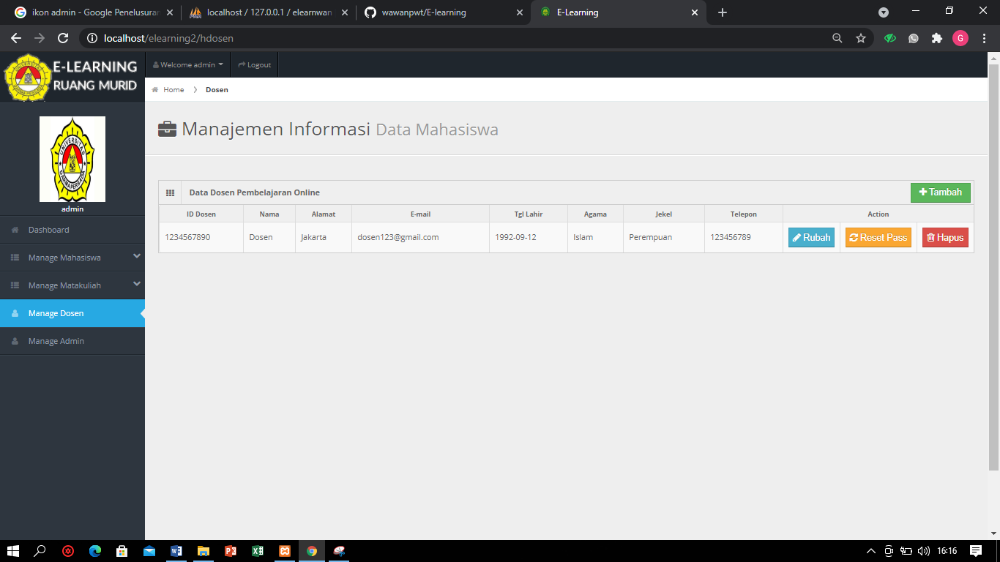 ikon admin - Google Penelusuran
localhost / 127.0.0.1 / elearnwan
wawanpwt/E-learning
E-Learning
localhost/elearning2/hdosen
G
E-LEARNING
RUANG MURID
Welcome admin
Logout
Home
Dosen
UNIVERSITAS
DARMA PERSADA
admin
Dashboard
Manage Mahasiswa
Manage Matakuliah
Manage Dosen
Manage Admin
Manajemen Informasi Data Mahasiswa
Data Dosen Pembelajaran Online
Tambah
ID Dosen Nama Alamat E-mail Tgl Lahir Agama Jekel Telepon Action
1234567890 Dosen Jakarta dosen123@gmail.com 1992-09-12 Islam Perempuan 123456789 Rubah Reset Pass Hapus
16:16